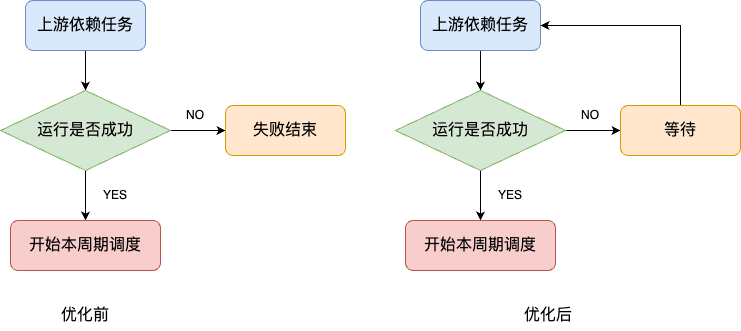 上游依赖任务
运行是否成功
NO
失败结束
YES
开始本周期调度
优化前
上游依赖任务
运行是否成功
NO
等待
YES
开始本周期调度
优化后